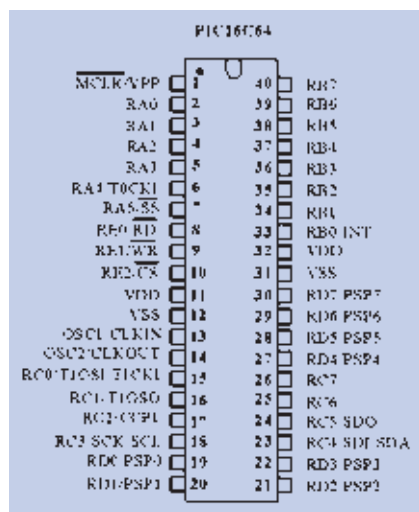 PIC16C64
MCLR/VPP 1 40 RB7
RA0 2 39 RB6
RA1 3 38 RB5
RA2 4 37 RB4
RA3 5 36 RB3
RA4/T0CKI 6 35 RB2
RA5/SS 7 34 RB1
RE0/RD 8 33 RB0/INT
RE1/WR 9 32 VDD
RE2/CS 10 31 VSS
VDD 11 30 RD7/PSP7
VSS 12 29 RD6/PSP6
OSC1/CLKIN 13 28 RD5/PSP5
OSC2/CLKOUT 14 27 RD4/PSP4
RC0/T1OSI/T1CKI 15 26 RC7
RC1/T1OSO 16 25 RC6
RC2/CCP1 17 24 RC5/SDO
RC3/SCK/SCL 18 23 RC4/SDI/SDA
RD0/PSP0 19 22
RD1/PSP1 20 21 RD2/PSP2